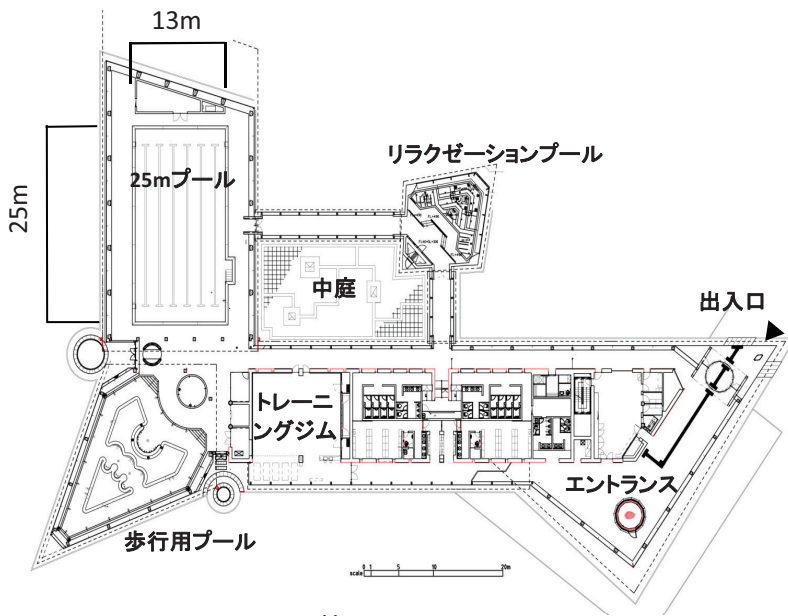 13m
25m
25mプール
リラクゼーションプール
中庭
出入口
トレーニ
ングジム
エントランス
歩行用プール
scale 0 1 5 10 20m